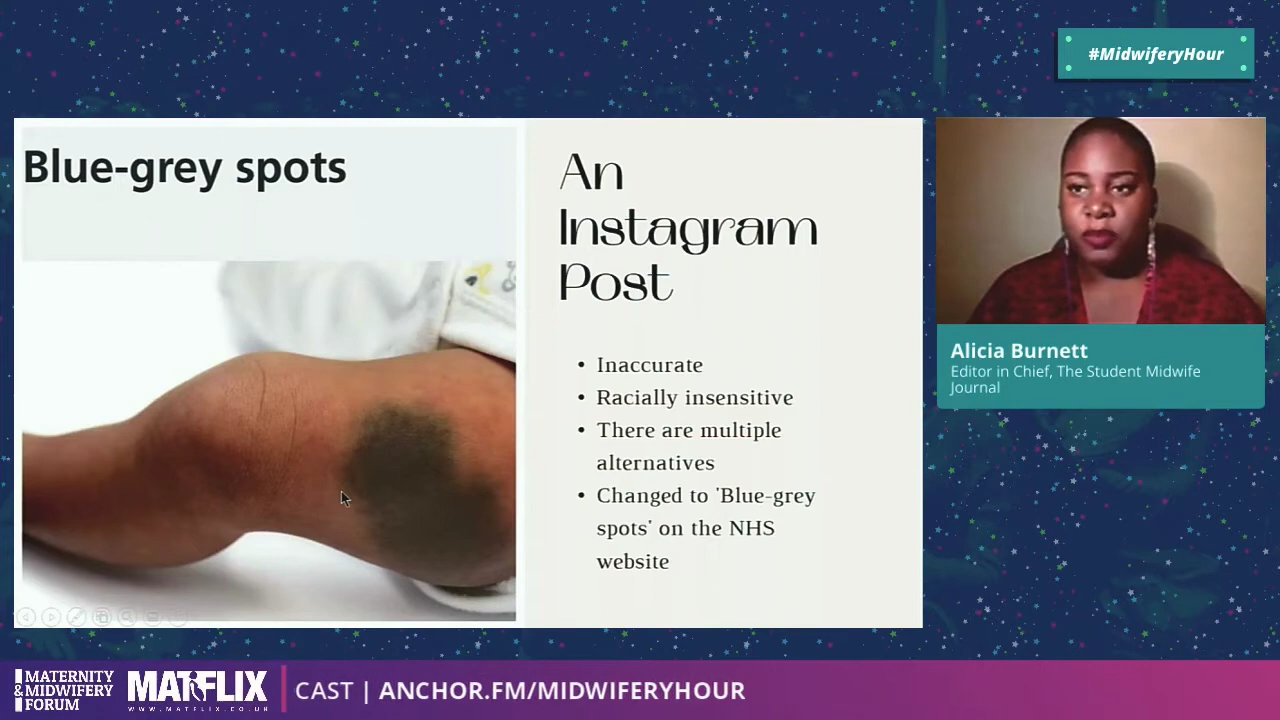 #MidwiferyHour
Blue-grey spots
An
Instagram
Post
• Inaccurate
• Racially insensitive
• There are multiple
alternatives
• Changed to 'Blue-grey
spots' on the NHS
website
Alicia Burnett
Editor in Chief, The Student Midwife
Journal
MATERNITY
& MIDWIFERY
FORUM
MATFLIX
WWW.MATFLIX.CO.UK
CAST | ANCHOR.FM/MIDWIFERYHOUR